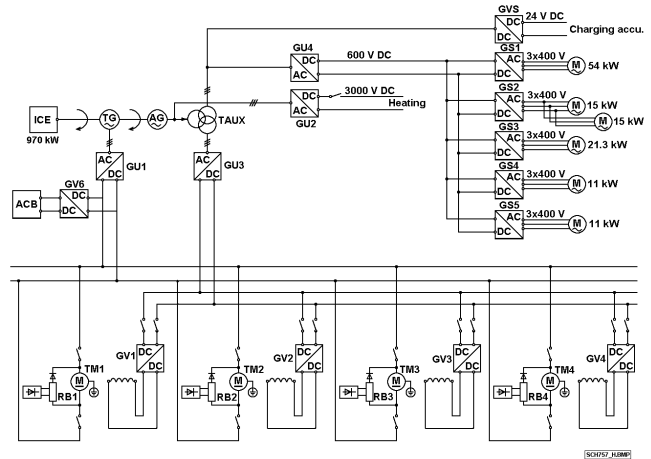 GVS
DC
DC
24 V DC
Charging accu.
GU4
DC
AC
600 V DC
GS1
AC
DC
3x400 V
M
54 kW
GS2
AC
DC
3x400 V
M
15 kW
M
15 kW
DC
AC
GU2
3000 V DC
Heating
ICE
970 kW
TG
AG
TAUX
GS3
AC
DC
3x400 V
M
21.3 kW
AC
DC
GU1
AC
DC
GU3
GS4
AC
DC
3x400 V
M
11 kW
ACB
GV6
DC
DC
GS5
AC
DC
3x400 V
M
11 kW
TM1
M
RB1
GV1
DC
DC
TM2
M
RB2
GV2
DC
DC
TM3
M
RB3
GV3
DC
DC
TM4
M
RB4
GV4
DC
DC
SCH757_H.BMP